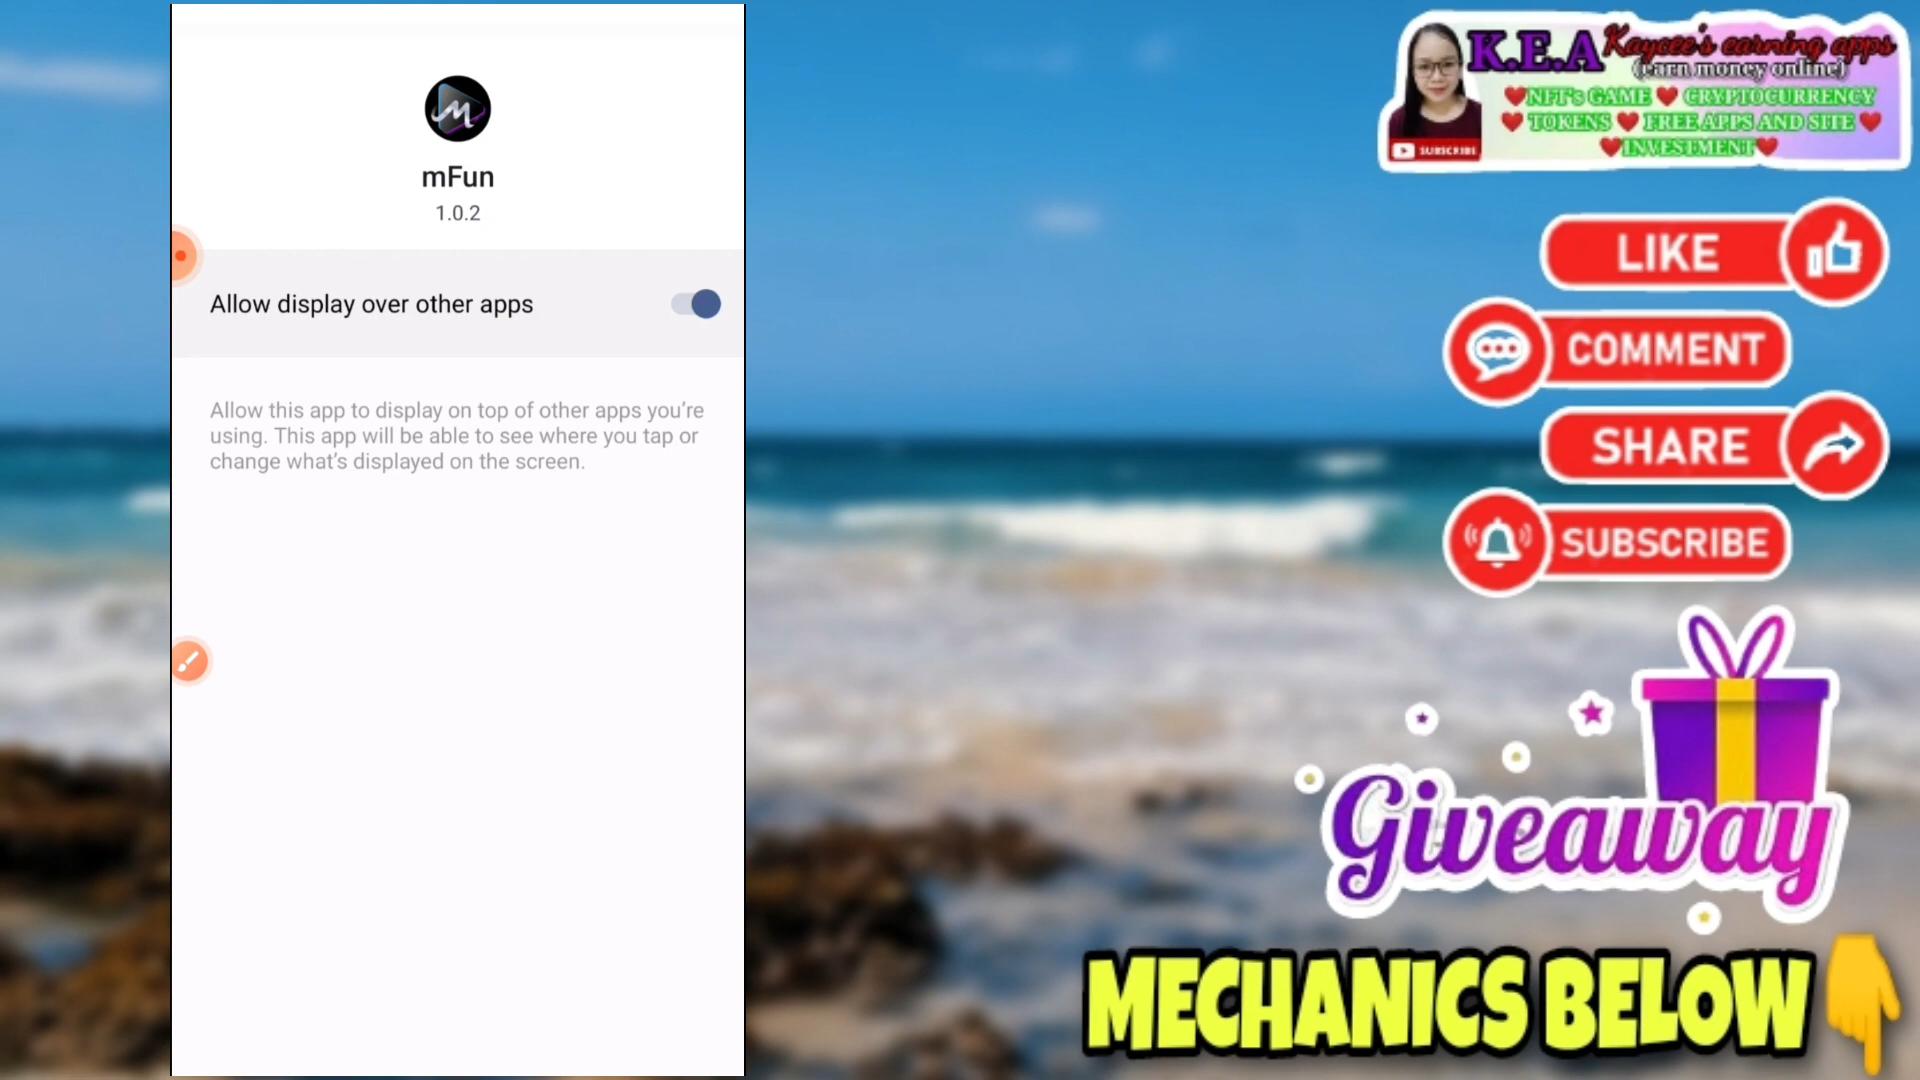 mFun
1.0.2
Allow display over other apps
Allow this app to display on top of other apps you're
using. This app will be able to see where you tap or
change what's displayed on the screen.
K.E.A Kaycee's earning apps
(earn money online)
❤️NFT's GAME ❤️ CRYPTOCURRENCY
❤️ TOKENS ❤️ FREE APPS AND SITE ❤️
❤️INVESTMENT❤️
SUBSCRIBE
LIKE
COMMENT
SHARE
SUBSCRIBE
Giveaway
MECHANICS BELOW👇